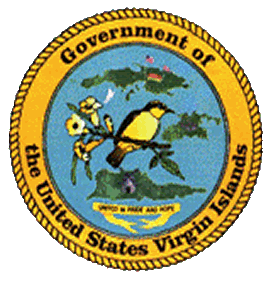 Government of
the United States Virgin Islands
UNITED IN PRIDE AND HOPE